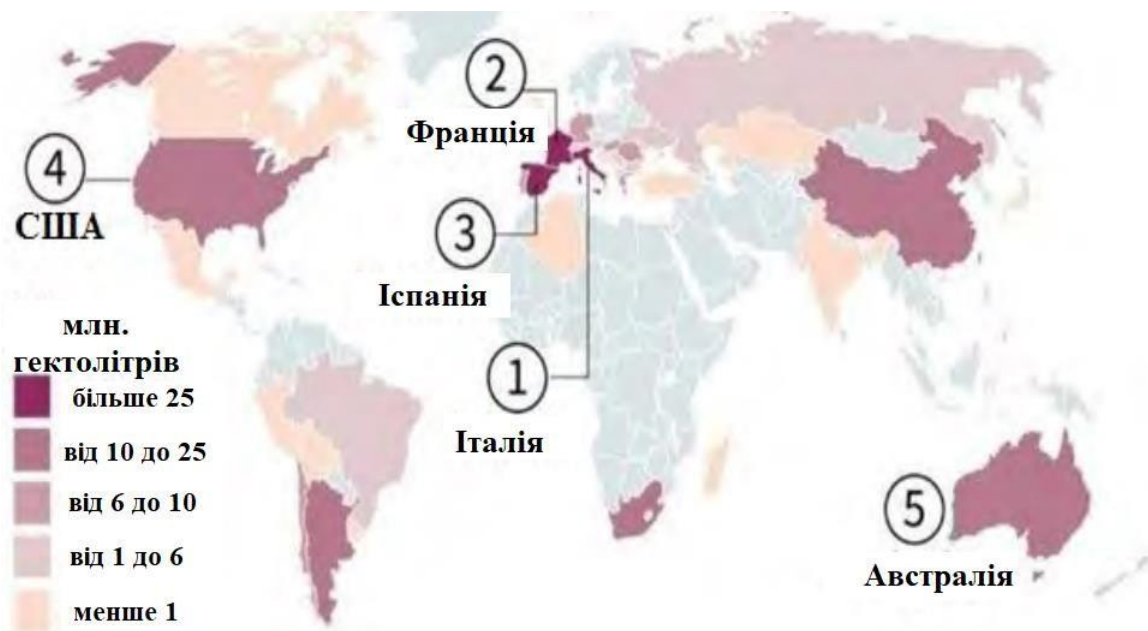 2
Франція
4
США
3
Іспанія
1
Італія
5
Австралія
млн.
гектолітрів
більше 25
від 10 до 25
від 6 до 10
від 1 до 6
менше 1